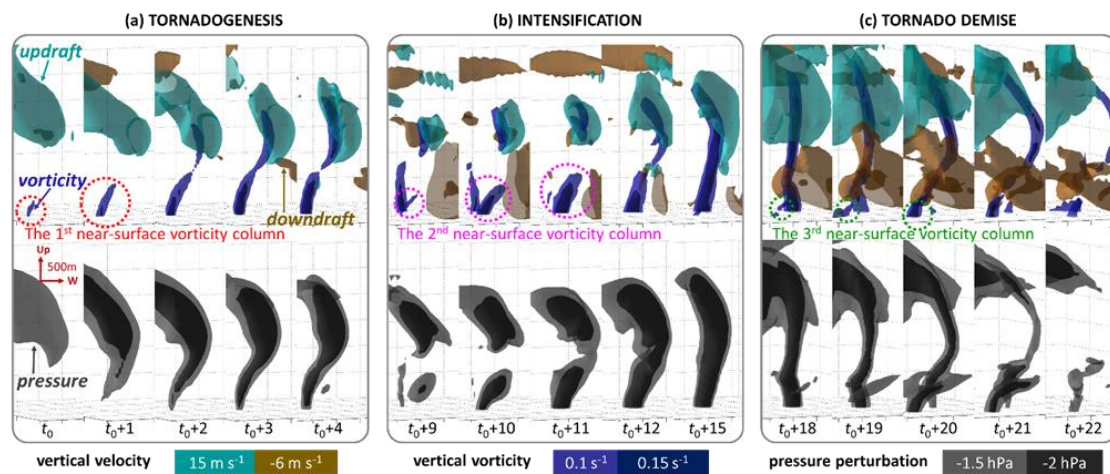 (a) TORNADOGENESIS
updraft
vorticity
downdraft
The 1st near-surface vorticity column
Up
500m
W
pressure
t0 t0+1 t0+2 t0+3 t0+4
(b) INTENSIFICATION
The 2nd near-surface vorticity column
t0+9 t0+10 t0+11 t0+12 t0+15
(c) TORNADO DEMISE
The 3rd near-surface vorticity column
t0+18 t0+19 t0+20 t0+21 t0+22
vertical velocity 15 m s-1 -6 m s-1
vertical vorticity 0.1 s-1 0.15 s-1
pressure perturbation -1.5 hPa -2 hPa